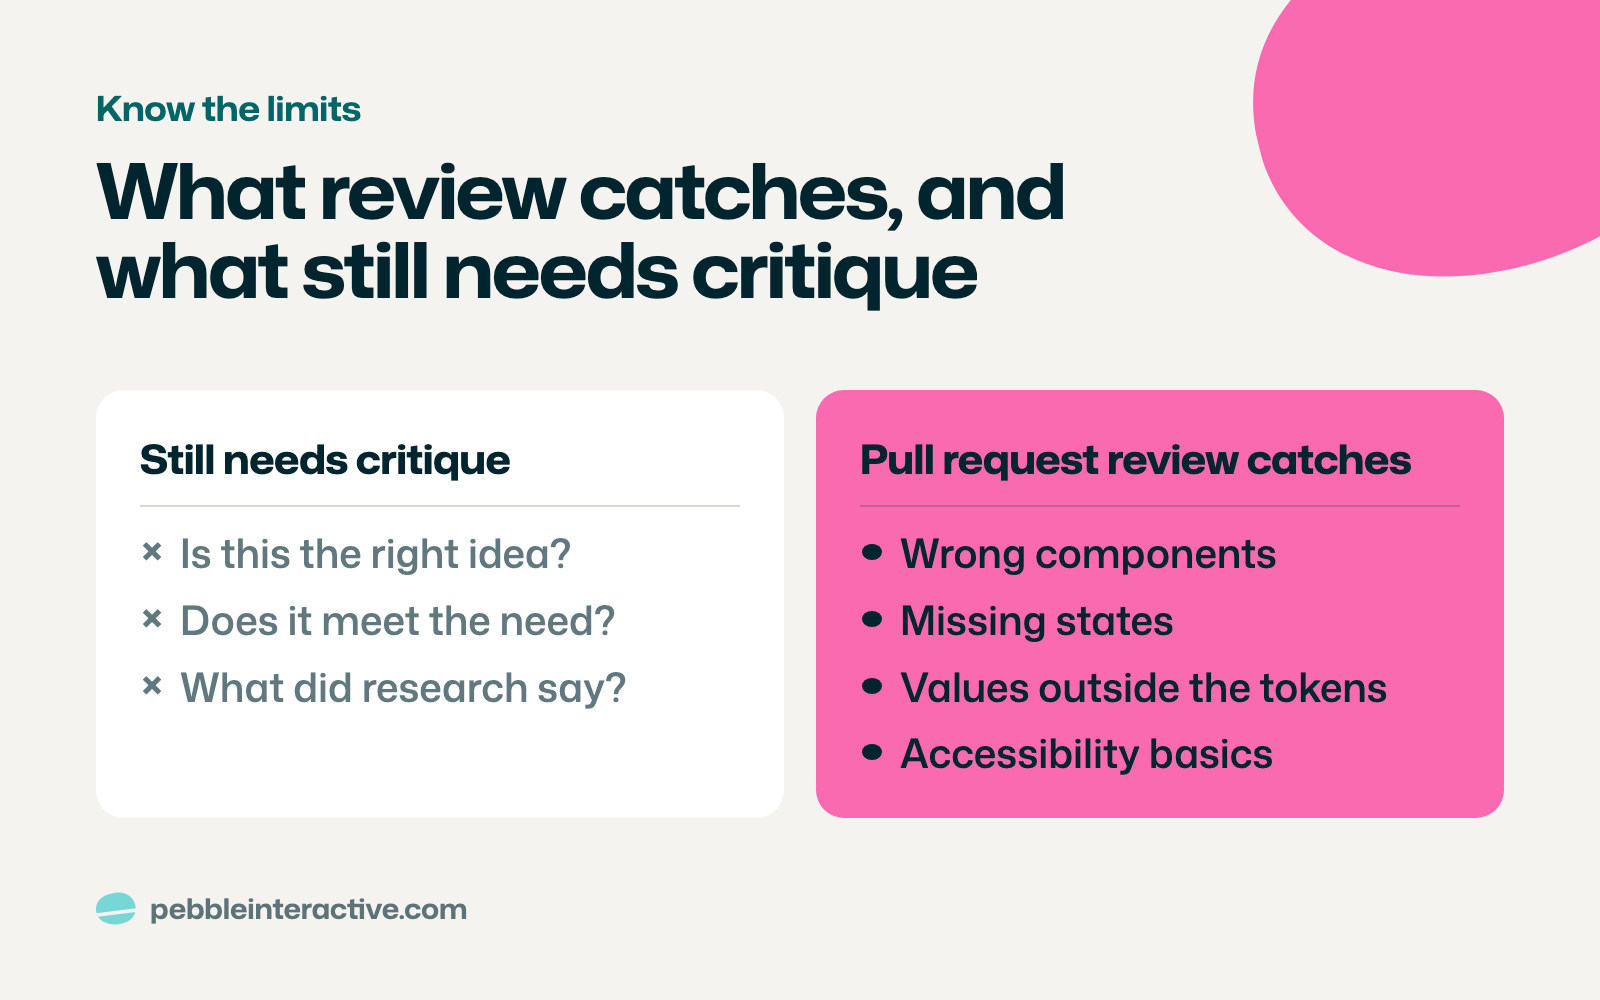 Know the limits
What review catches, and
what still needs critique
Still needs critique
× Is this the right idea?
× Does it meet the need?
× What did research say?
Pull request review catches
• Wrong components
• Missing states
• Values outside the tokens
• Accessibility basics
pebbleinteractive.com